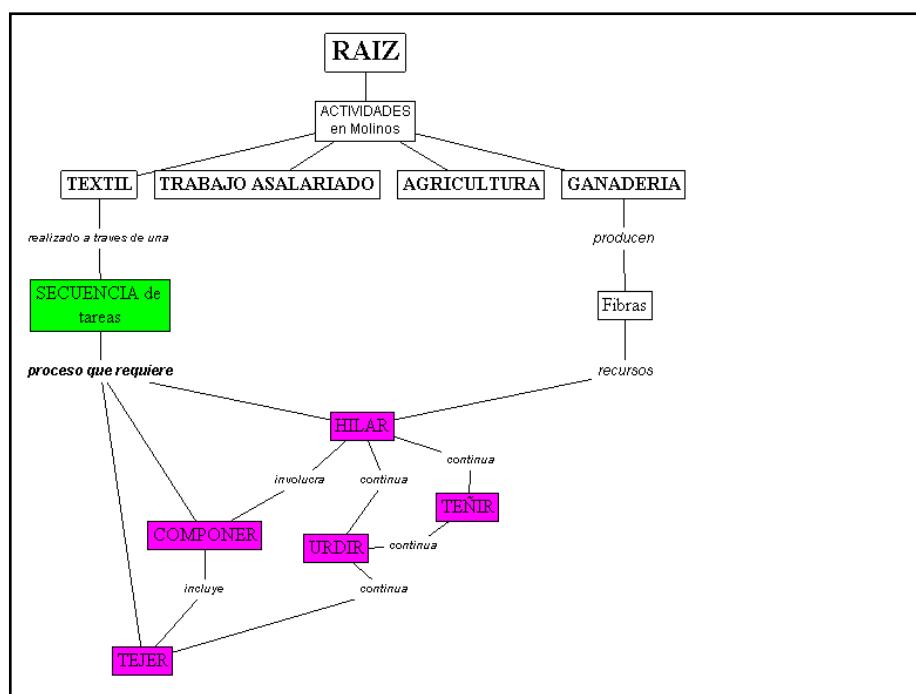 RAIZ
ACTIVIDADES
en Molinos
TEXTIL
TRABAJO ASALARIADO
AGRICULTURA
GANADERIA
realizado a traves de una
producen
SECUENCIA de
tareas
Fibras
proceso que requiere
recursos
HILAR
continua
involucra
continua
TEÑIR
COMPONER
URDIR
continua
incluye
continua
TEJER